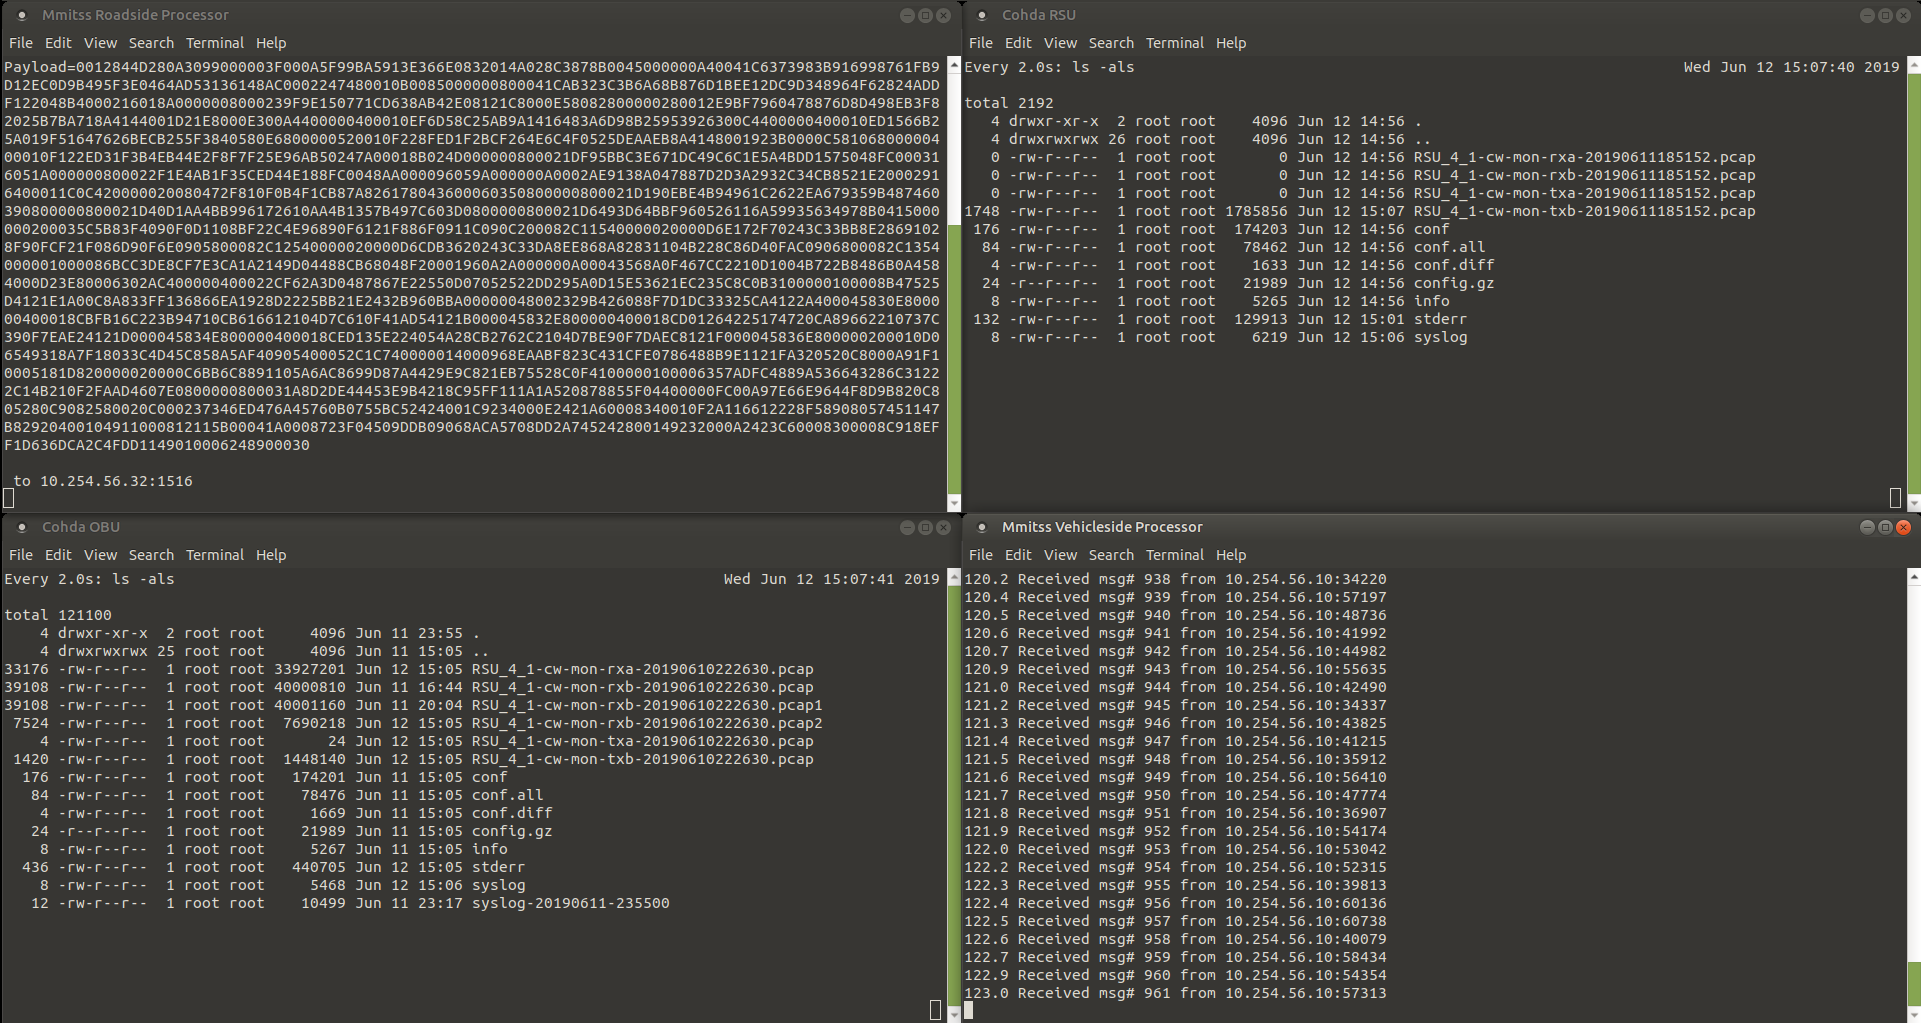 Mmitss Roadside Processor
File Edit View Search Terminal Help
Payload=0012844D280A3099000003F000A5F99BA5913E366E0832014A028C3878B0045000000A40041C6373983B916998761FB9
D12EC0D9B495F3E0464AD53136148AC0002247480010B0085000000800041CAB323C3B6A68B876D1BEE12DC9D348964F62824ADD
F122048B4000216018A0000008000239F9E150771CD638AB42E08121C8000E58082800000280012E9BF7960478876D8D498EB3F8
2025B7BA718A4144001D21E8000E300A4400000400010EF6D58C25AB9A1416483A6D98B25953926300C4400000400010ED1566B2
5A019F51647626BECB255F3840580E6800000520010F228FED1F2BCF264E6C4F0525DEAAEB8A4148001923B0000C581068000004
00010F122ED31F3B4EB44E2F8F7F25E96AB50247A00018B024D000000800021DF95BBC3E671DC49C6C1E5A4BDD1575048FC00031
6051A000000800022F1E4AB1F35CED44E188FC0048AA000096059A000000A0002AE9138A047887D2D3A2932C34CB8521E2000291
6400011C0C420000020080472F810F0B4F1CB87A82617804360006035080000080​0021D190EBE4B94961C2622EA679359B487460
390800000800021D40D1AA4BB996172610AA4B1357B497C603D0800000800021D6493D64BBF960526116A59935634978B0415000
000200035C5B83F4090F0D1108BF22C4E96890F6121F886F0911C090C200082C11540000020000D6E172F70243C33BB8E2869102
8F90FCF21F086D90F6E0905800082C12540000020000D6CDB3620243C33DA8EE868A82831104B228C86D40FAC0906800082C1354
000001000086BCC3DE8CF7E3CA1A2149D04488CB68048F20001960A2A000000A00043568A0F467CC2210D1004B722B8486B0A458
4000D23E80006302AC400000400022CF62A3D0487867E22550D07052522DD295A0D15E53621EC235C8C0B3100000100008B47525
D4121E1A00C8A833FF136866EA1928D2225BB21E2432B960BBA00000048002329B426088F7D1DC33325CA4122A400045830E8000
00400018CBFB16C223B94710CB616612104D7C610F41AD54121B000045832E800000400018CD01264225174720CA89662210737C
390F7EAE24121D000045834E800000400018CED135E224054A28CB2762C2104D7BE90F7DAEC8121F000045836E800000200010D0
6549318A7F18033C4D45C858A5AF40905400052C1C740000014000968EAABF823C431CFE0786488B9E1121FA320520C8000A91F1
0005181D820000020000C6BB6C8891105A6AC8699D87A4429E9C821EB75528C0F4100000100006357ADFC4889A536643286C3122
2C14B210F2FAAD4607E0800000800031A8D2DE44453E9B4218C95FF111A1A520878855F04400000FC00A97E66E9644F8D9B820C8
05280C9082580020C000237346ED476A45760B0755BC52424001C9234000E2421A60008340010F2A116612228F58908057451147
B82920400104911000812115B00041A0008723F04509DDB09068ACA5708DD2A745242800149232000A2423C60008300008C918EF
F1D636DCA2C4FDD1149010006248900030
to 10.254.56.32:1516
Cohda RSU
File Edit View Search Terminal Help
Every 2.0s: ls -als Wed Jun 12 15:07:40 2019
total 2192
4 drwxr-xr-x 2 root root 4096 Jun 12 14:56 .
4 drwxrwxrwx 26 root root 4096 Jun 12 14:56 ..
0 -rw-r--r-- 1 root root 0 Jun 12 14:56 RSU_4_1-cw-mon-rxa-20190611185152.pcap
0 -rw-r--r-- 1 root root 0 Jun 12 14:56 RSU_4_1-cw-mon-rxb-20190611185152.pcap
0 -rw-r--r-- 1 root root 0 Jun 12 14:56 RSU_4_1-cw-mon-txa-20190611185152.pcap
1748 -rw-r--r-- 1 root root 1785856 Jun 12 15:07 RSU_4_1-cw-mon-txb-20190611185152.pcap
176 -rw-r--r-- 1 root root 174203 Jun 12 14:56 conf
84 -rw-r--r-- 1 root root 78462 Jun 12 14:56 conf.all
4 -rw-r--r-- 1 root root 1633 Jun 12 14:56 conf.diff
24 -r--r--r-- 1 root root 21989 Jun 12 14:56 config.gz
8 -rw-r--r-- 1 root root 5265 Jun 12 14:56 info
132 -rw-r--r-- 1 root root 129913 Jun 12 15:01 stderr
8 -rw-r--r-- 1 root root 6219 Jun 12 15:06 syslog
Cohda OBU
File Edit View Search Terminal Help
Every 2.0s: ls -als Wed Jun 12 15:07:41 2019
total 121100
4 drwxr-xr-x 2 root root 4096 Jun 11 23:55 .
4 drwxrwxrwx 25 root root 4096 Jun 11 15:05 ..
33176 -rw-r--r-- 1 root root 33927201 Jun 12 15:05 RSU_4_1-cw-mon-rxa-20190610222630.pcap
39108 -rw-r--r-- 1 root root 40000810 Jun 11 16:44 RSU_4_1-cw-mon-rxb-20190610222630.pcap
39108 -rw-r--r-- 1 root root 40001160 Jun 11 20:04 RSU_4_1-cw-mon-rxb-20190610222630.pcap1
7524 -rw-r--r-- 1 root root 7690218 Jun 12 15:05 RSU_4_1-cw-mon-rxb-20190610222630.pcap2
4 -rw-r--r-- 1 root root 24 Jun 12 15:05 RSU_4_1-cw-mon-txa-20190610222630.pcap
1420 -rw-r--r-- 1 root root 1448140 Jun 12 15:05 RSU_4_1-cw-mon-txb-20190610222630.pcap
176 -rw-r--r-- 1 root root 174201 Jun 11 15:05 conf
84 -rw-r--r-- 1 root root 78476 Jun 11 15:05 conf.all
4 -rw-r--r-- 1 root root 1669 Jun 11 15:05 conf.diff
24 -r--r--r-- 1 root root 21989 Jun 11 15:05 config.gz
8 -rw-r--r-- 1 root root 5267 Jun 11 15:05 info
436 -rw-r--r-- 1 root root 440705 Jun 12 15:05 stderr
8 -rw-r--r-- 1 root root 5468 Jun 12 15:06 syslog
12 -rw-r--r-- 1 root root 10499 Jun 11 23:17 syslog-20190611-235500
Mmitss Vehicleside Processor
File Edit View Search Terminal Help
120.2 Received msg# 938 from 10.254.56.10:34220
120.4 Received msg# 939 from 10.254.56.10:57197
120.5 Received msg# 940 from 10.254.56.10:48736
120.6 Received msg# 941 from 10.254.56.10:41992
120.7 Received msg# 942 from 10.254.56.10:44982
120.9 Received msg# 943 from 10.254.56.10:55635
121.0 Received msg# 944 from 10.254.56.10:42490
121.2 Received msg# 945 from 10.254.56.10:34337
121.3 Received msg# 946 from 10.254.56.10:43825
121.4 Received msg# 947 from 10.254.56.10:41215
121.5 Received msg# 948 from 10.254.56.10:35912
121.6 Received msg# 949 from 10.254.56.10:56410
121.7 Received msg# 950 from 10.254.56.10:47774
121.8 Received msg# 951 from 10.254.56.10:36907
121.9 Received msg# 952 from 10.254.56.10:54174
122.0 Received msg# 953 from 10.254.56.10:53042
122.2 Received msg# 954 from 10.254.56.10:52315
122.3 Received msg# 955 from 10.254.56.10:39813
122.4 Received msg# 956 from 10.254.56.10:60136
122.5 Received msg# 957 from 10.254.56.10:60738
122.6 Received msg# 958 from 10.254.56.10:40079
122.7 Received msg# 959 from 10.254.56.10:58434
122.9 Received msg# 960 from 10.254.56.10:54354
123.0 Received msg# 961 from 10.254.56.10:57313